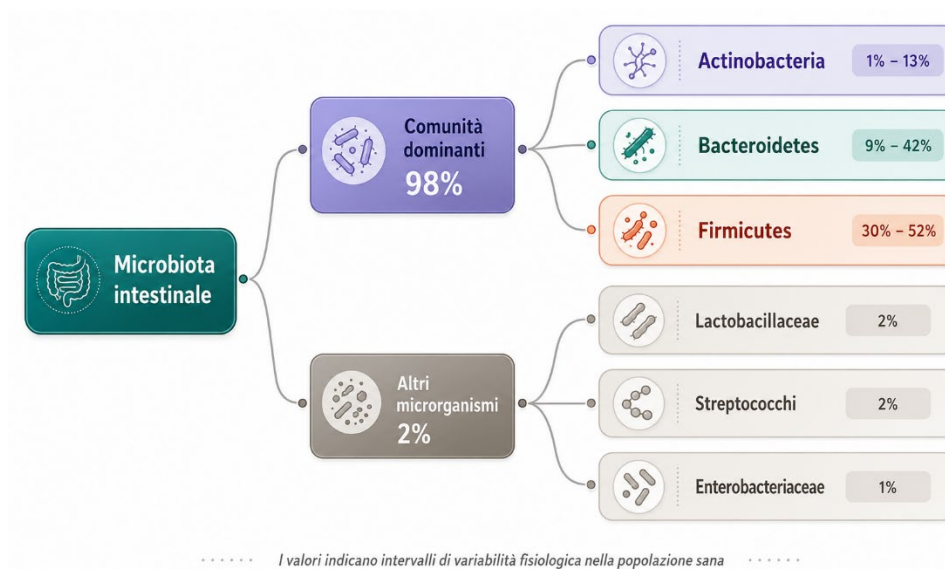 Microbiota
intestinale
Comunità
dominanti
98%
Actinobacteria 1% – 13%
Bacteroidetes 9% – 42%
Firmicutes 30% – 52%
Altri
microrganismi
2%
Lactobacillaceae 2%
Streptococchi 2%
Enterobacteriaceae 1%
I valori indicano intervalli di variabilità fisiologica nella popolazione sana